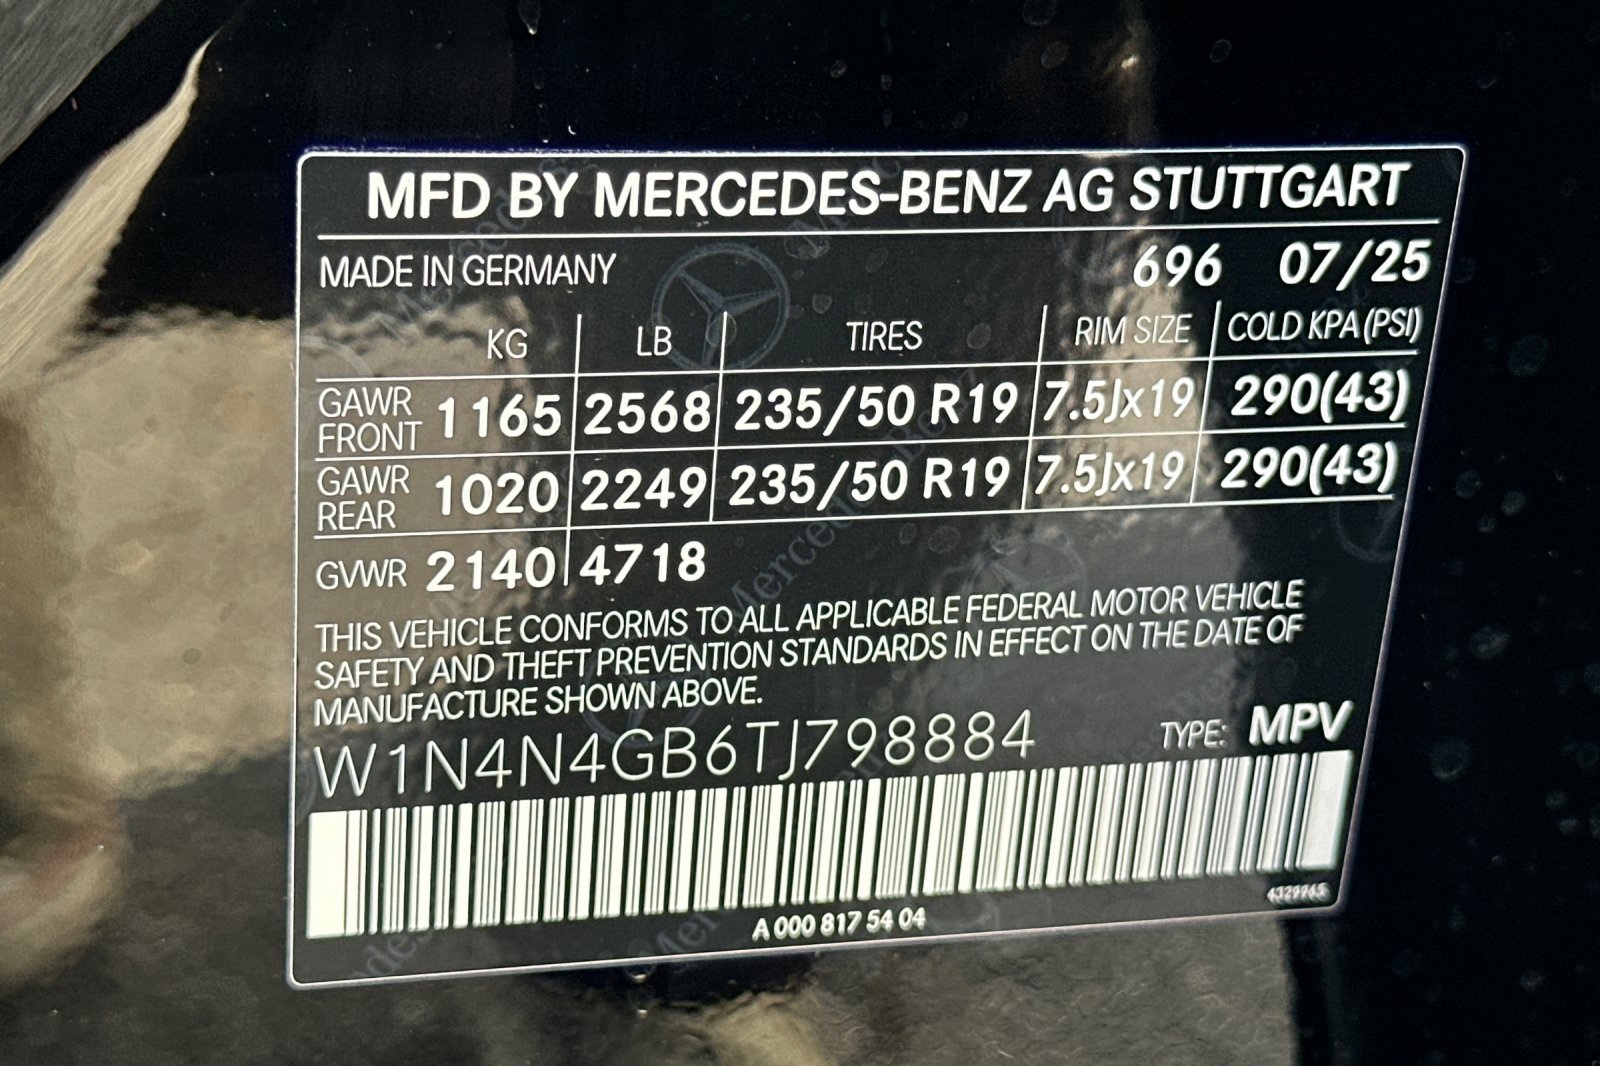 MFD BY MERCEDES-BENZ AG STUTTGART
MADE IN GERMANY 696 07/25
KG LB TIRES RIM SIZE COLD KPA(PSI)
GAWR FRONT 1165 2568 235/50 R19 7.5Jx19 290(43)
GAWR REAR 1020 2249 235/50 R19 7.5Jx19 290(43)
GVWR 2140 4718
THIS VEHICLE CONFORMS TO ALL APPLICABLE FEDERAL MOTOR VEHICLE
SAFETY AND THEFT PREVENTION STANDARDS IN EFFECT ON THE DATE OF
MANUFACTURE SHOWN ABOVE.
W1N4N4GB6TJ798884 TYPE: MPV
4329965
A 000 817 54 04